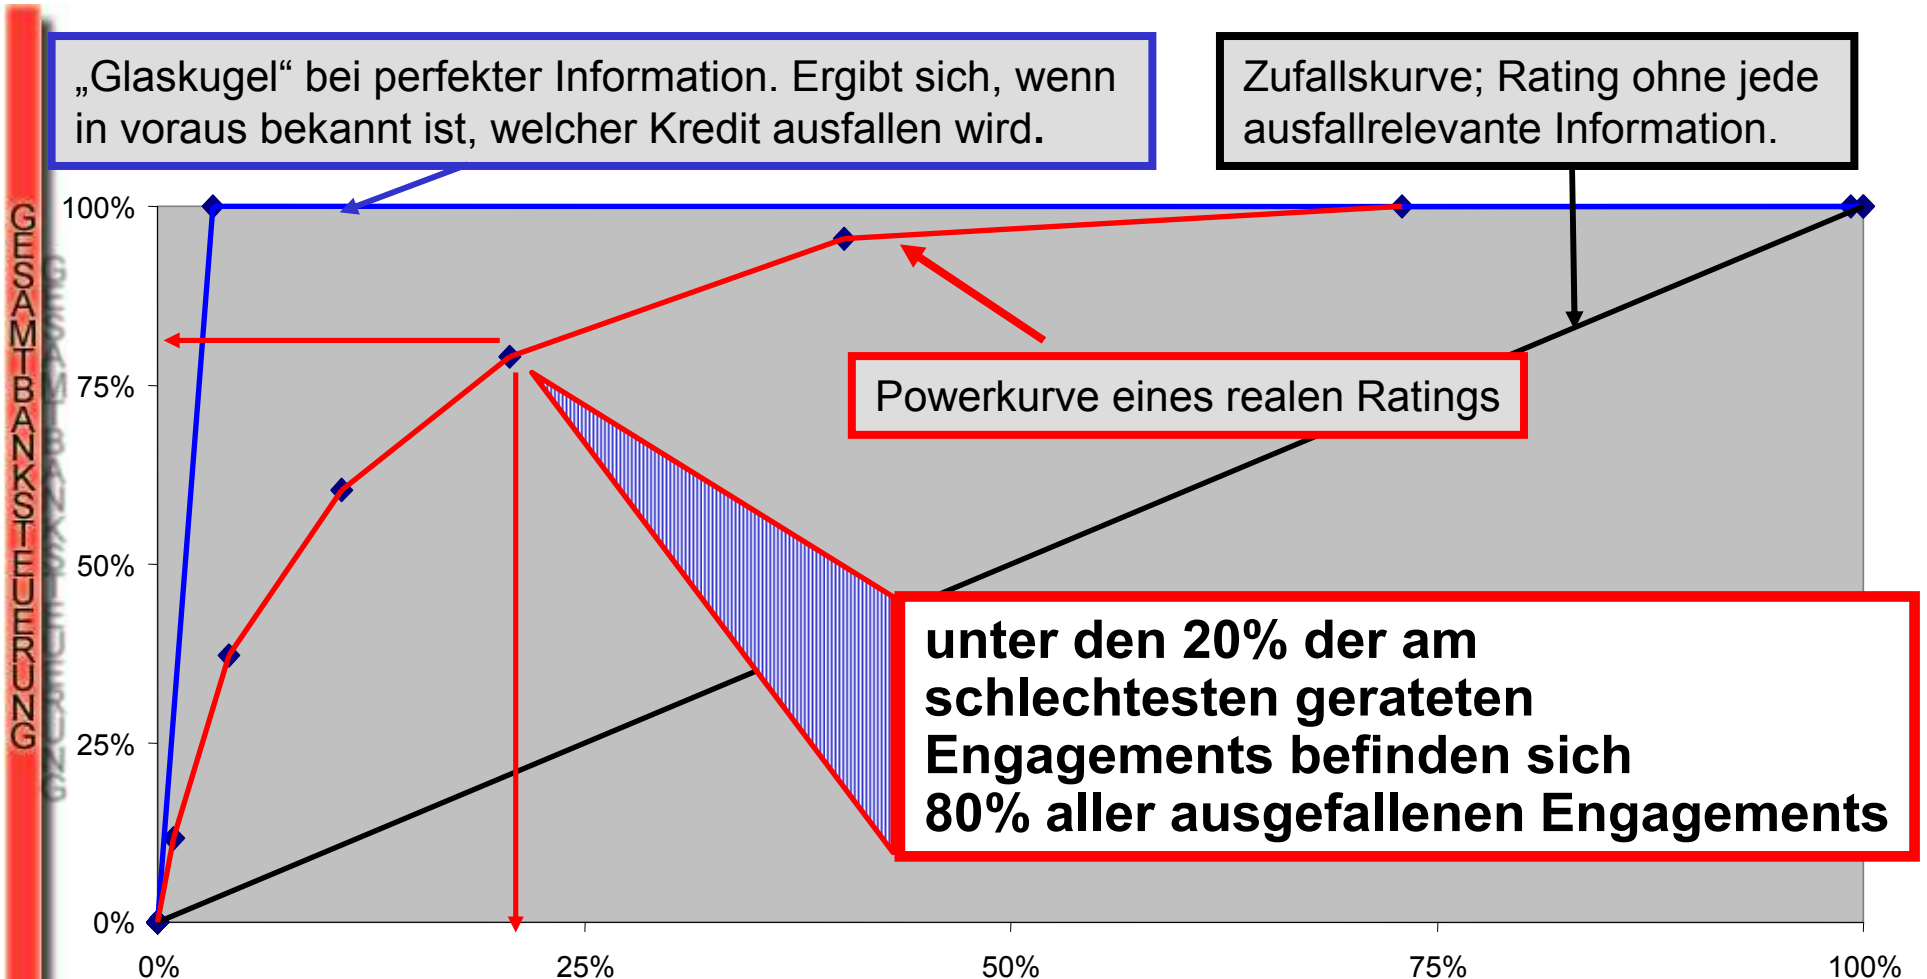 „Glaskugel“ bei perfekter Information. Ergibt sich, wenn
in voraus bekannt ist, welcher Kredit ausfallen wird.
Zufallskurve; Rating ohne jede
ausfallrelevante Information.
GESAMTBANKSTEUERUNG
GESAMTBANKSTEUERUNG
100%
75%
50%
25%
0%
Powerkurve eines realen Ratings
unter den 20% der am
schlechtesten gerateten
Engagements befinden sich
80% aller ausgefallenen Engagements
0%
25%
50%
75%
100%